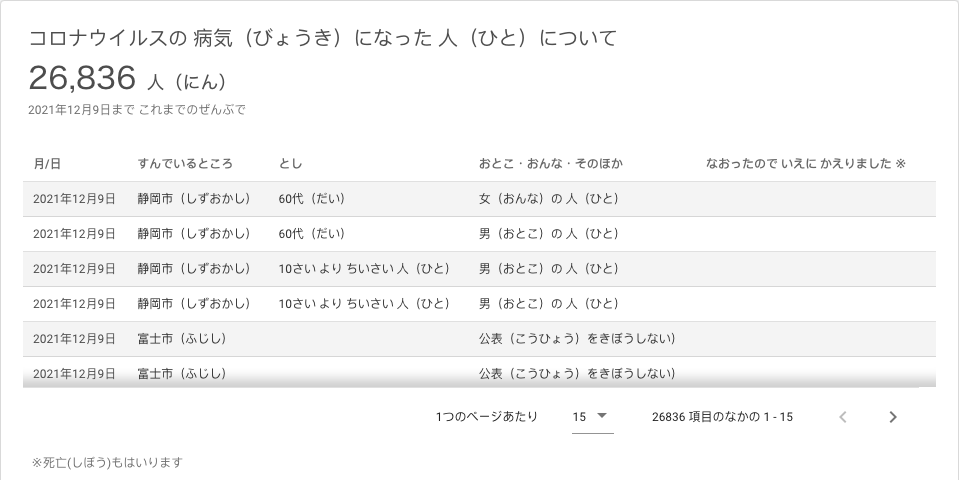 コロナウイルスの 病気（びょうき）になった 人（ひと）について
26,836 人（にん）
2021年12月9日まで これまでのぜんぶで
月/日 すんでいるところ とし おとこ・おんな・そのほか なおったので いえに かえりました ※
2021年12月9日 静岡市（しずおかし） 60代（だい） 女（おんな）の 人（ひと）
2021年12月9日 静岡市（しずおかし） 60代（だい） 男（おとこ）の 人（ひと）
2021年12月9日 静岡市（しずおかし） 10さい より ちいさい 人（ひと） 男（おとこ）の 人（ひと）
2021年12月9日 静岡市（しずおかし） 10さい より ちいさい 人（ひと） 男（おとこ）の 人（ひと）
2021年12月9日 富士市（ふじし） 公表（こうひょう）をきぼうしない）
2021年12月9日 富士市（ふじし） 公表（こうひょう）をきぼうしない）
1つのページあたり 15 26836 項目のなかの 1 - 15
※死亡(しぼう)もはいります